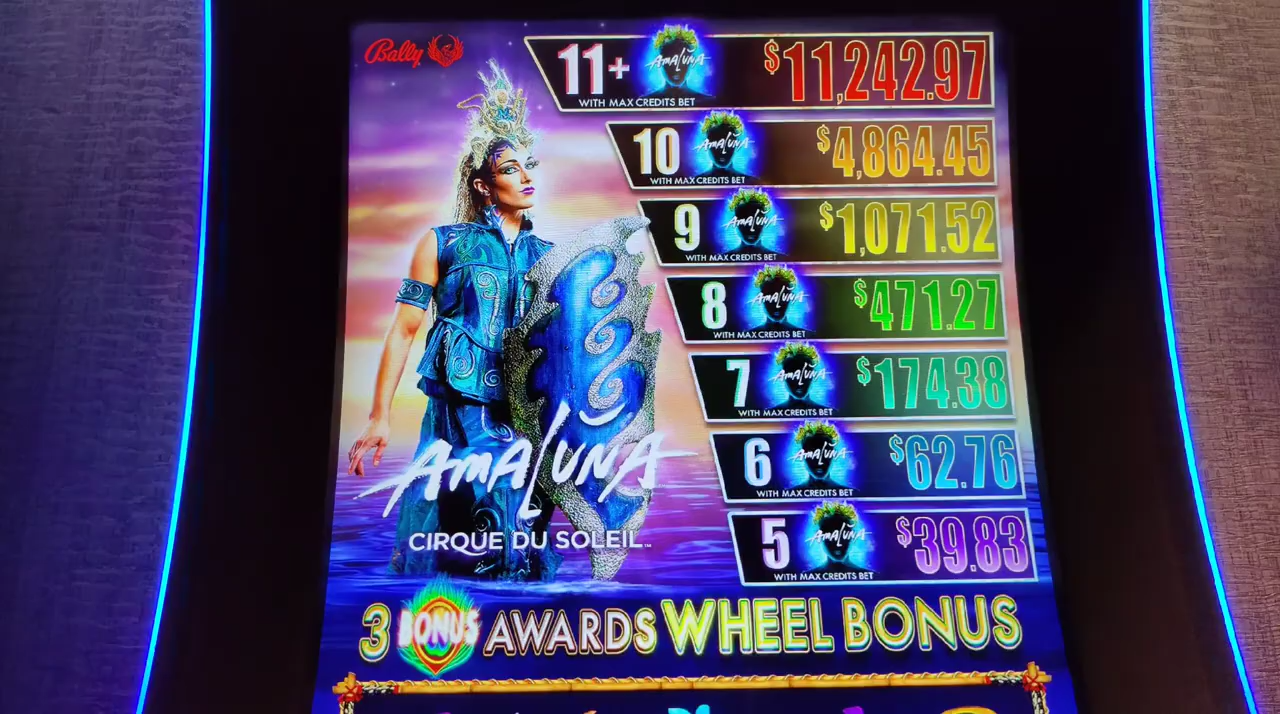 Bally
11+ AMALUNA $11,242.97
WITH MAX CREDITS BET
10 AMALUNA $4,864.45
WITH MAX CREDITS BET
9 AMALUNA $1,071.52
WITH MAX CREDITS BET
8 AMALUNA $471.27
WITH MAX CREDITS BET
7 AMALUNA $174.38
WITH MAX CREDITS BET
6 AMALUNA $62.76
WITH MAX CREDITS BET
5 AMALUNA $39.83
WITH MAX CREDITS BET
AMALUNA
CIRQUE DU SOLEIL™
3 BONUS AWARDS WHEEL BONUS